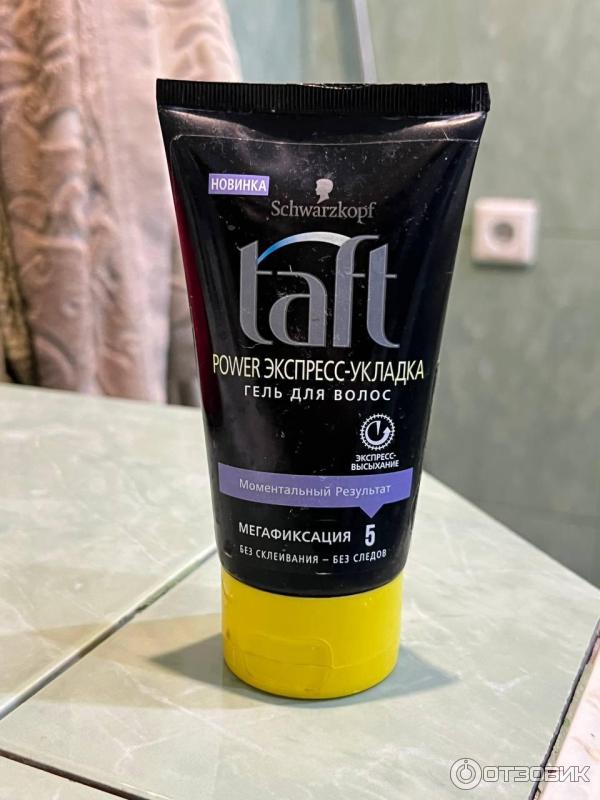 НОВИНКА
Schwarzkopf
taft
POWER ЭКСПРЕСС-УКЛАДКА
ГЕЛЬ ДЛЯ ВОЛОС
ЭКСПРЕСС-
ВЫСЫХАНИЕ
Моментальный Результат
МЕГАФИКСАЦИЯ 5
БЕЗ СКЛЕИВАНИЯ – БЕЗ СЛЕДОВ
ОТЗОВИК